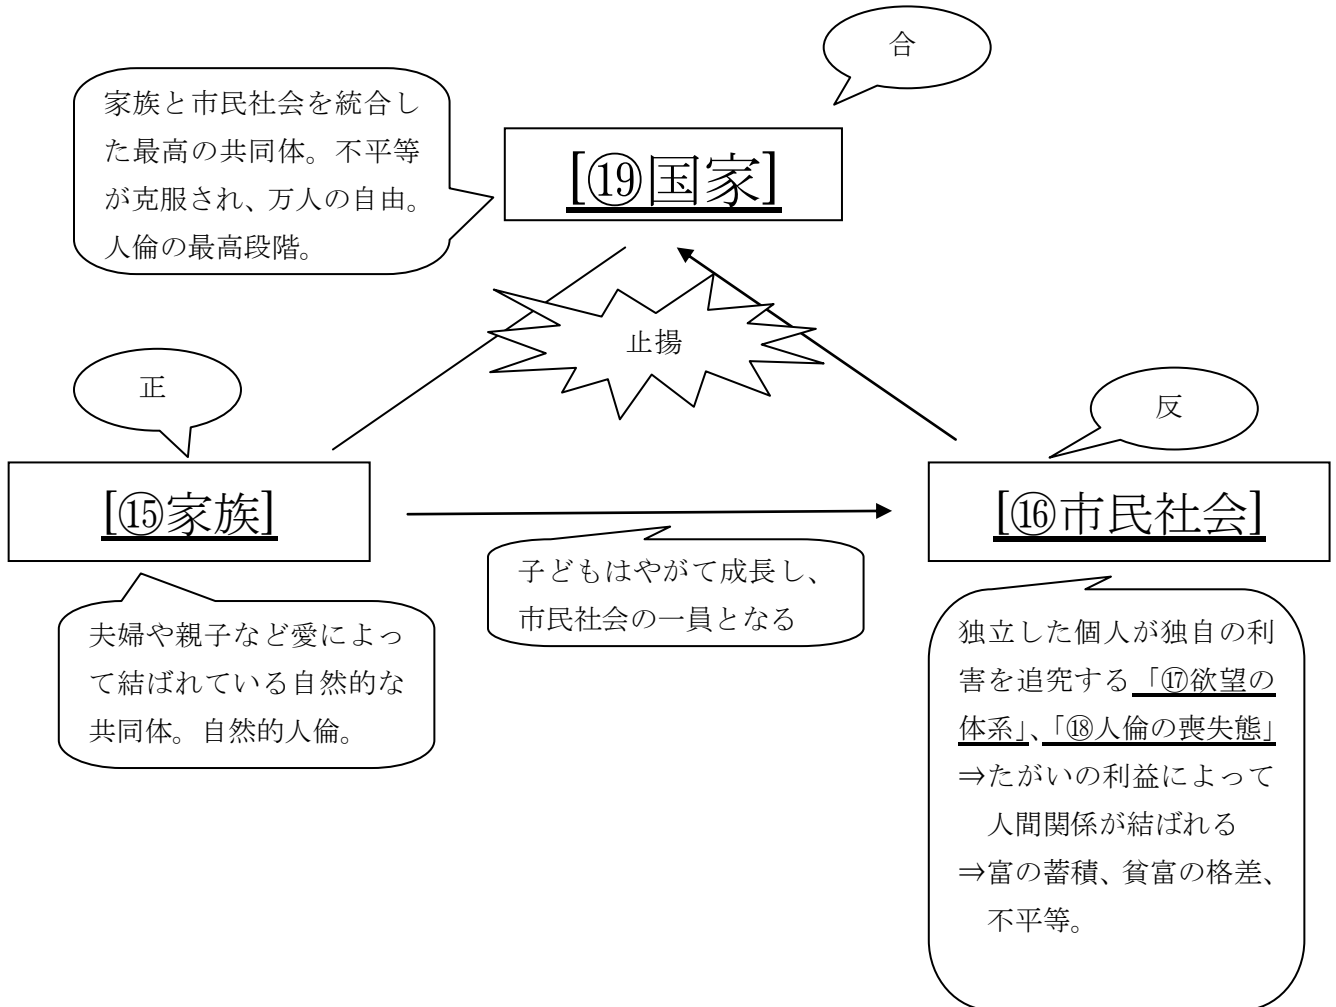 合
家族と市民社会を統合し
た最高の共同体。不平等
が克服され、万人の自由。
人倫の最高段階。
[⑲国家]
止揚
正
反
[⑮家族]
[⑯市民社会]
子どもはやがて成長し、
市民社会の一員となる
夫婦や親子など愛によっ
て結ばれている自然的な
共同体。自然的人倫。
独立した個人が独自の利
害を追究する「⑰欲望の
体系」、「⑱人倫の喪失態」
⇒たがいの利益によって
人間関係が結ばれる
⇒富の蓄積、貧富の格差、
不平等。